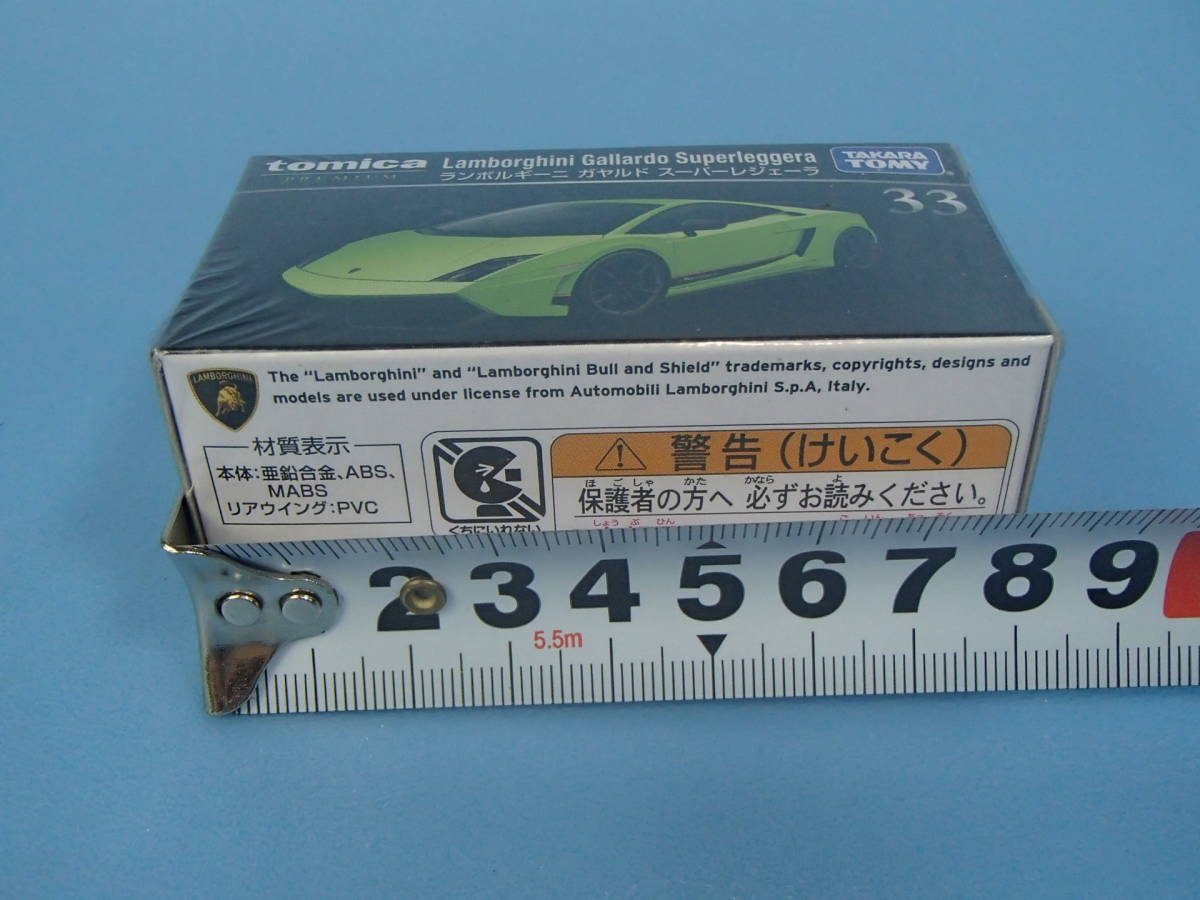 tomica
PREMIUM
Lamborghini Gallardo Superleggera
ランボルギーニ ガヤルド スーパーレジェーラ
TAKARA
TOMY
33
LAMBORGHINI
The "Lamborghini" and "Lamborghini Bull and Shield" trademarks, copyrights, designs and
models are used under license from Automobili Lamborghini S.p.A, Italy.
材質表示
本体:亜鉛合金、ABS、
MABS
リアウイング:PVC
くちにいれない
警告(けいこく)
ほごしゃ かた かなら よ
保護者の方へ 必ずお読みください。
しょう ぶ ひん
2 3 4 5 6 7 8 9
5.5m